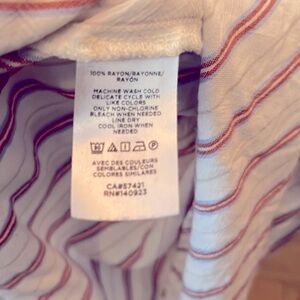 100% RAYON/RAYONNE/
RAYÓN
MACHINE WASH COLD
DELICATE CYCLE WITH
LIKE COLORS
ONLY NON-CHLORINE
BLEACH WHEN NEEDED
LINE DRY
COOL IRON WHEN
NEEDED
AVEC DES COULEURS
SEMBLABLES/CON
COLORES SIMILARES
CA#57421
RN#140923